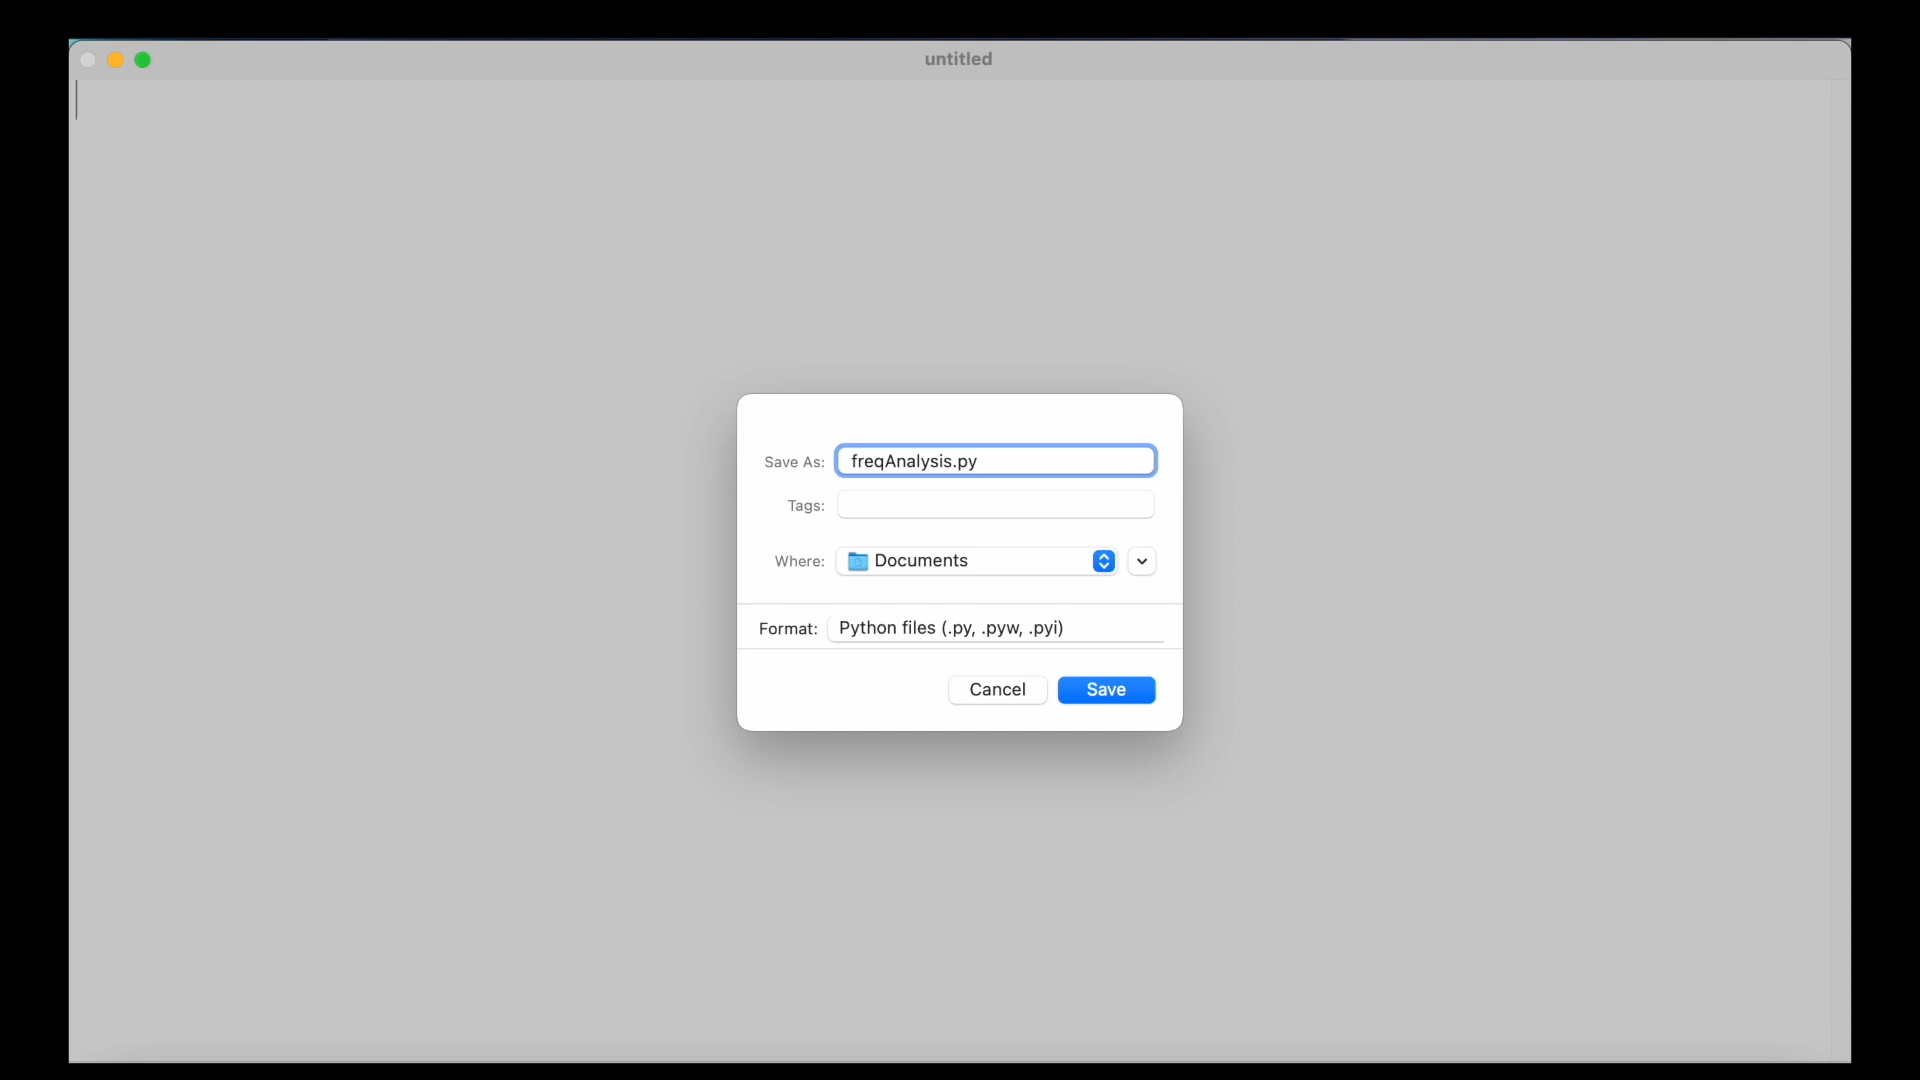 untitled
Save As: freqAnalysis.py
Tags:
Where: Documents
Format: Python files (.py, .pyw, .pyi)
Cancel Save